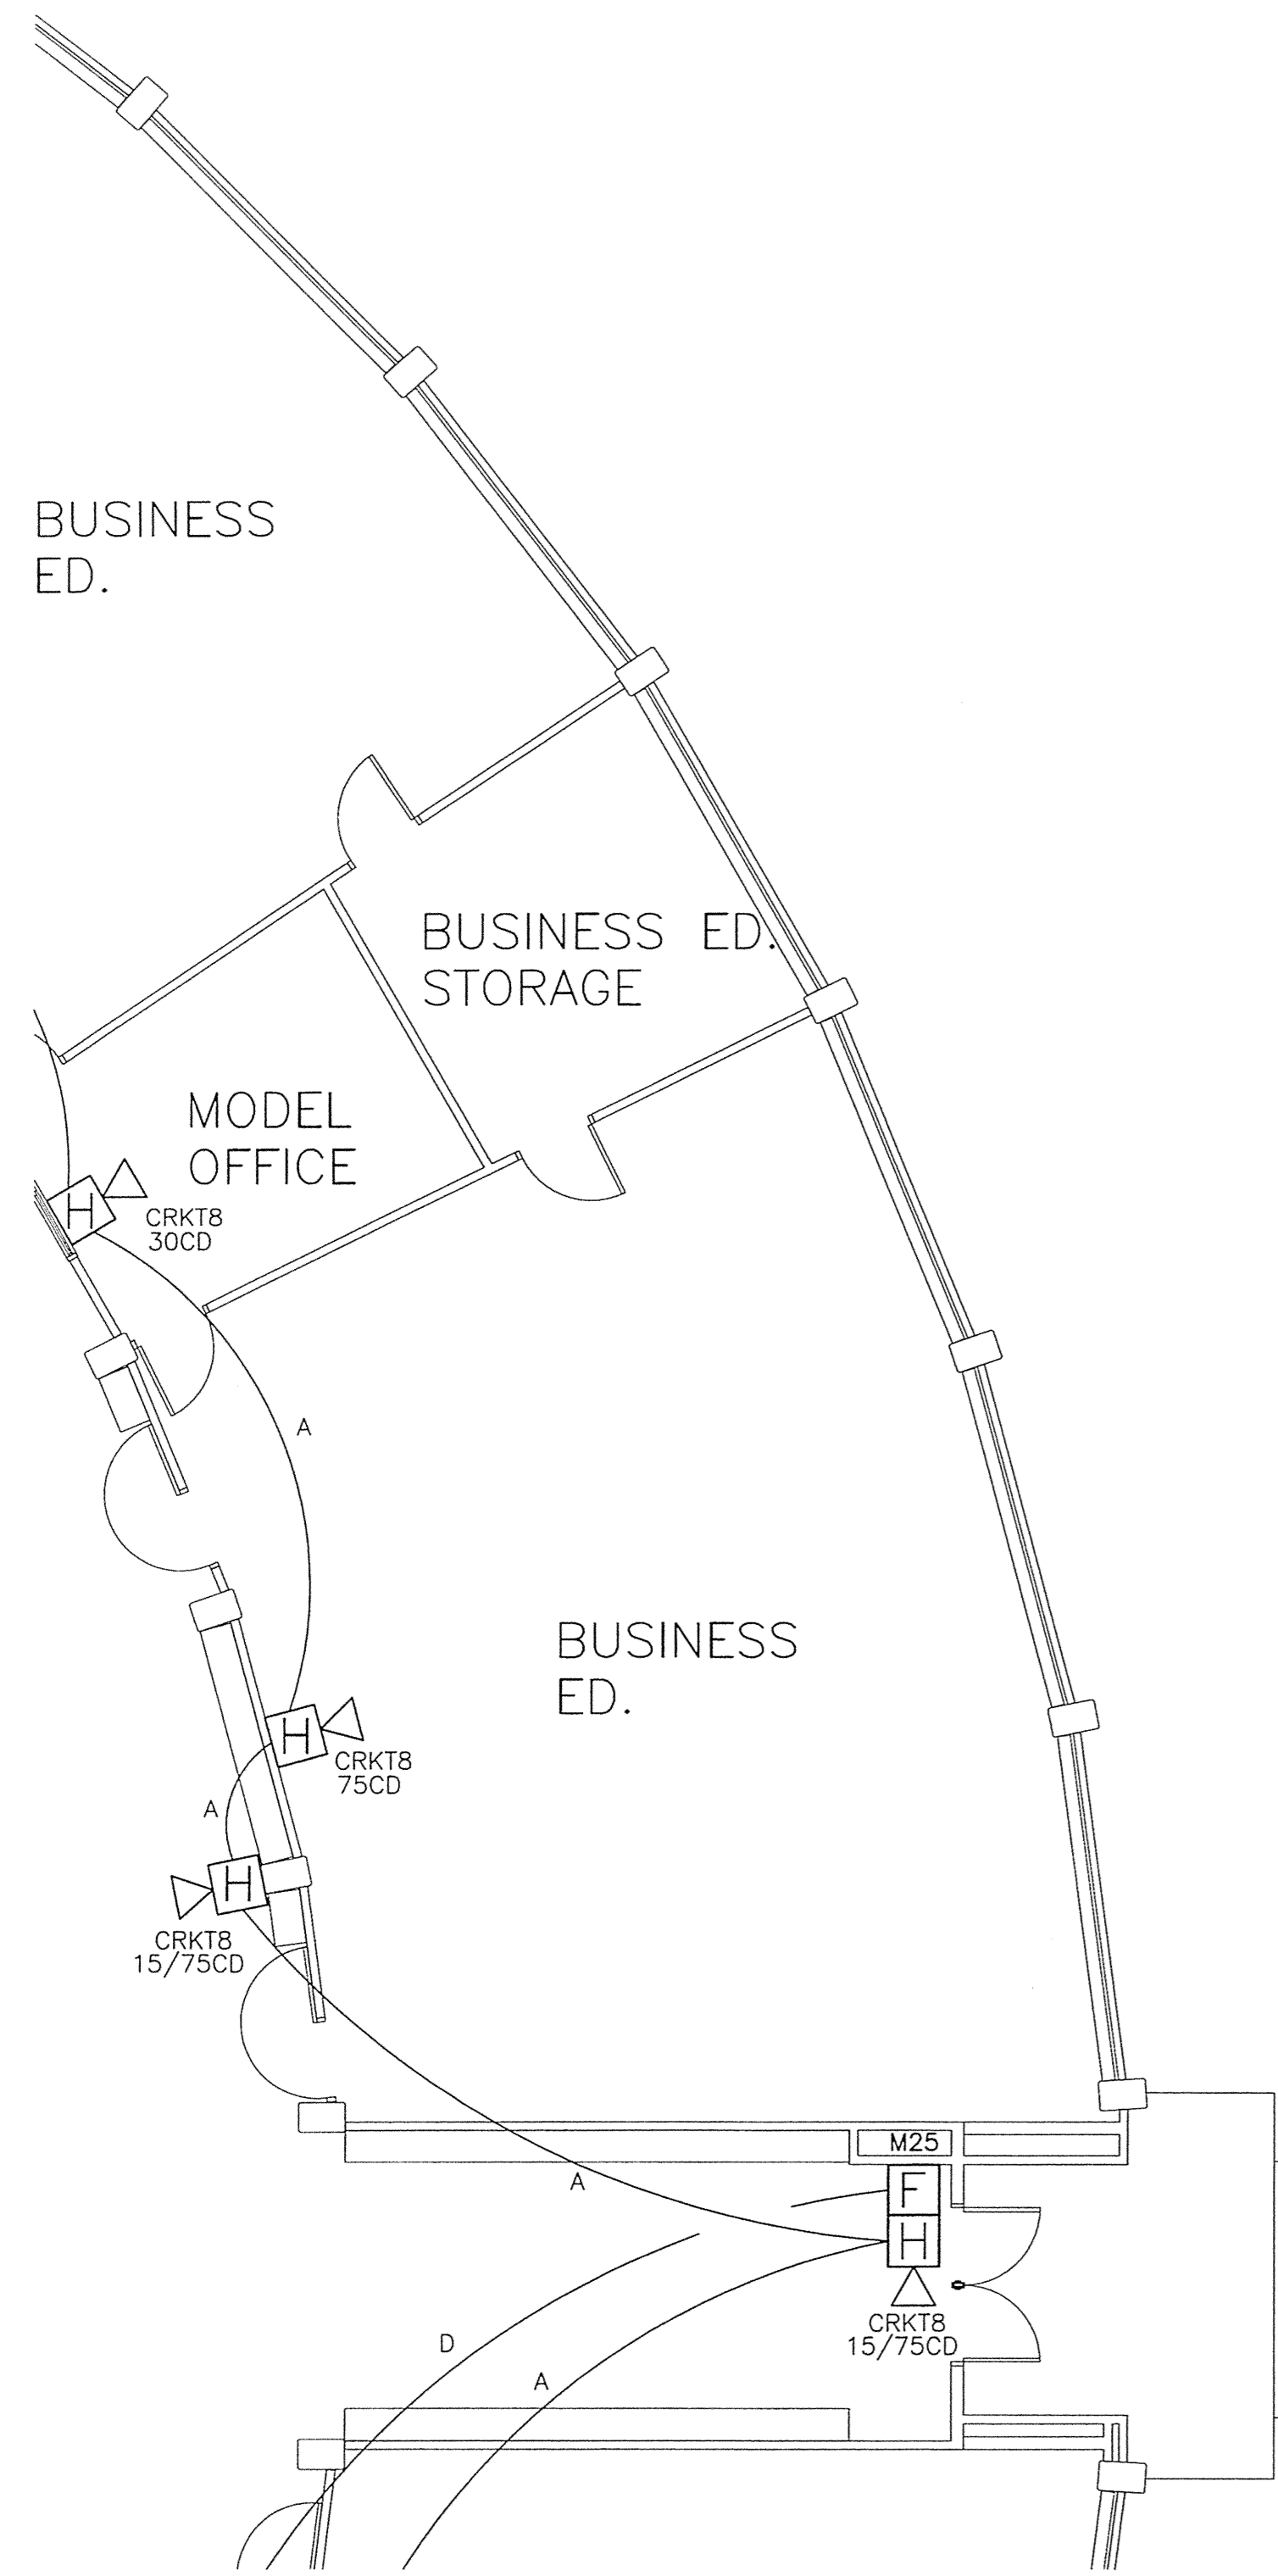 BUSINESS
ED.
BUSINESS ED.
STORAGE
MODEL
OFFICE
H
CRKT8
30CD
A
BUSINESS
ED.
H
CRKT8
75CD
A
H
CRKT8
15/75CD
M25
F
A
H
CRKT8
15/75CD
D
A